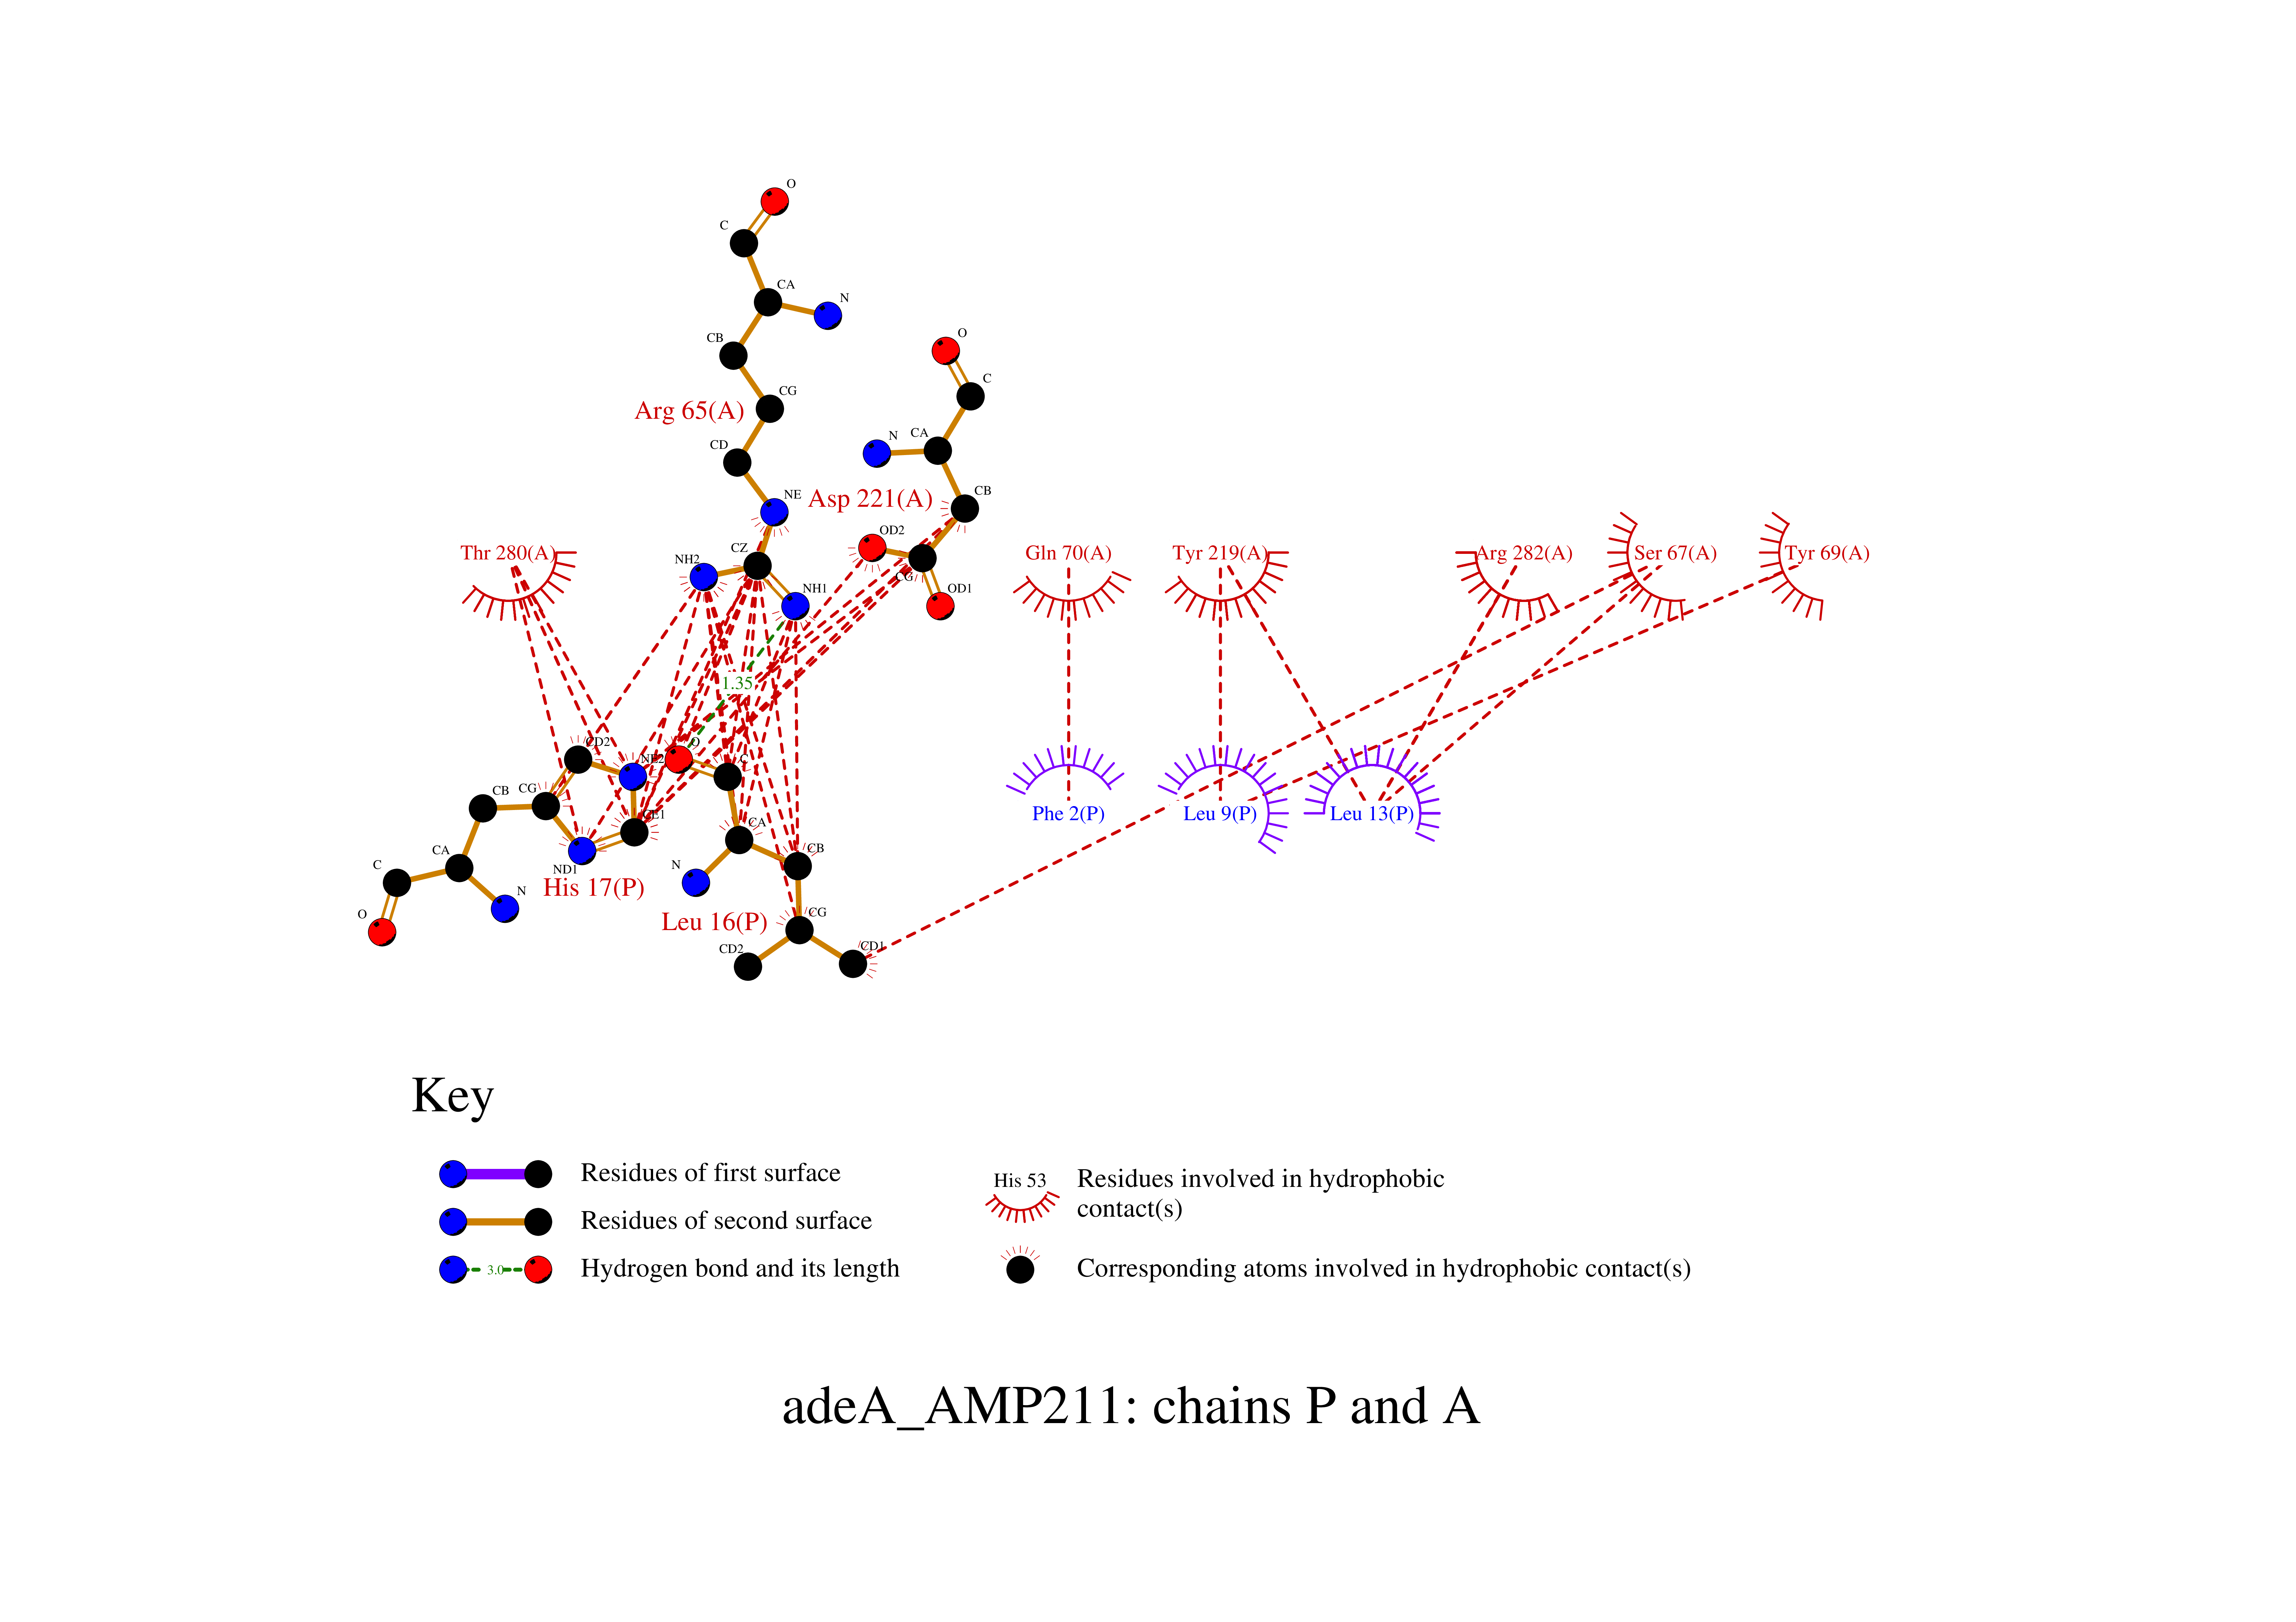 O
C
CA
N
CB
CG
Arg 65(A)
CD
NE
CZ
NH2
NH1
O
C
N
CA
CB
Asp 221(A)
OD2
CG
OD1
Thr 280(A)
Gln 70(A)
Tyr 219(A)
Arg 282(A)
Ser 67(A)
Tyr 69(A)
1.35
CD2
NE2
O
C
CB
CG
CE1
CA
CB
C
CA
ND1
N
N
His 17(P)
O
Leu 16(P)
CG
CD2
CD1
Phe 2(P)
Leu 9(P)
Leu 13(P)
Key
Residues of first surface
Residues of second surface
3.0
Hydrogen bond and its length
His 53
Residues involved in hydrophobic
contact(s)
Corresponding atoms involved in hydrophobic contact(s)
adeA_AMP211: chains P and A